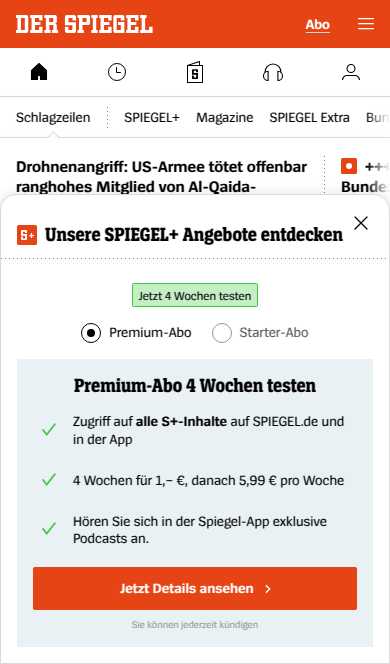 DER SPIEGEL
Abo
Schlagzeilen SPIEGEL+ Magazine SPIEGEL Extra Bun
Drohnenangriff: US-Armee tötet offenbar
ranghohes Mitglied von Al-Qaida-
+++
Bunde
S+ Unsere SPIEGEL+ Angebote entdecken
Jetzt 4 Wochen testen
Premium-Abo Starter-Abo
Premium-Abo 4 Wochen testen
Zugriff auf alle S+-Inhalte auf SPIEGEL.de und
in der App
4 Wochen für 1,– €, danach 5,99 € pro Woche
Hören Sie sich in der Spiegel-App exklusive
Podcasts an.
Jetzt Details ansehen
Sie können jederzeit kündigen